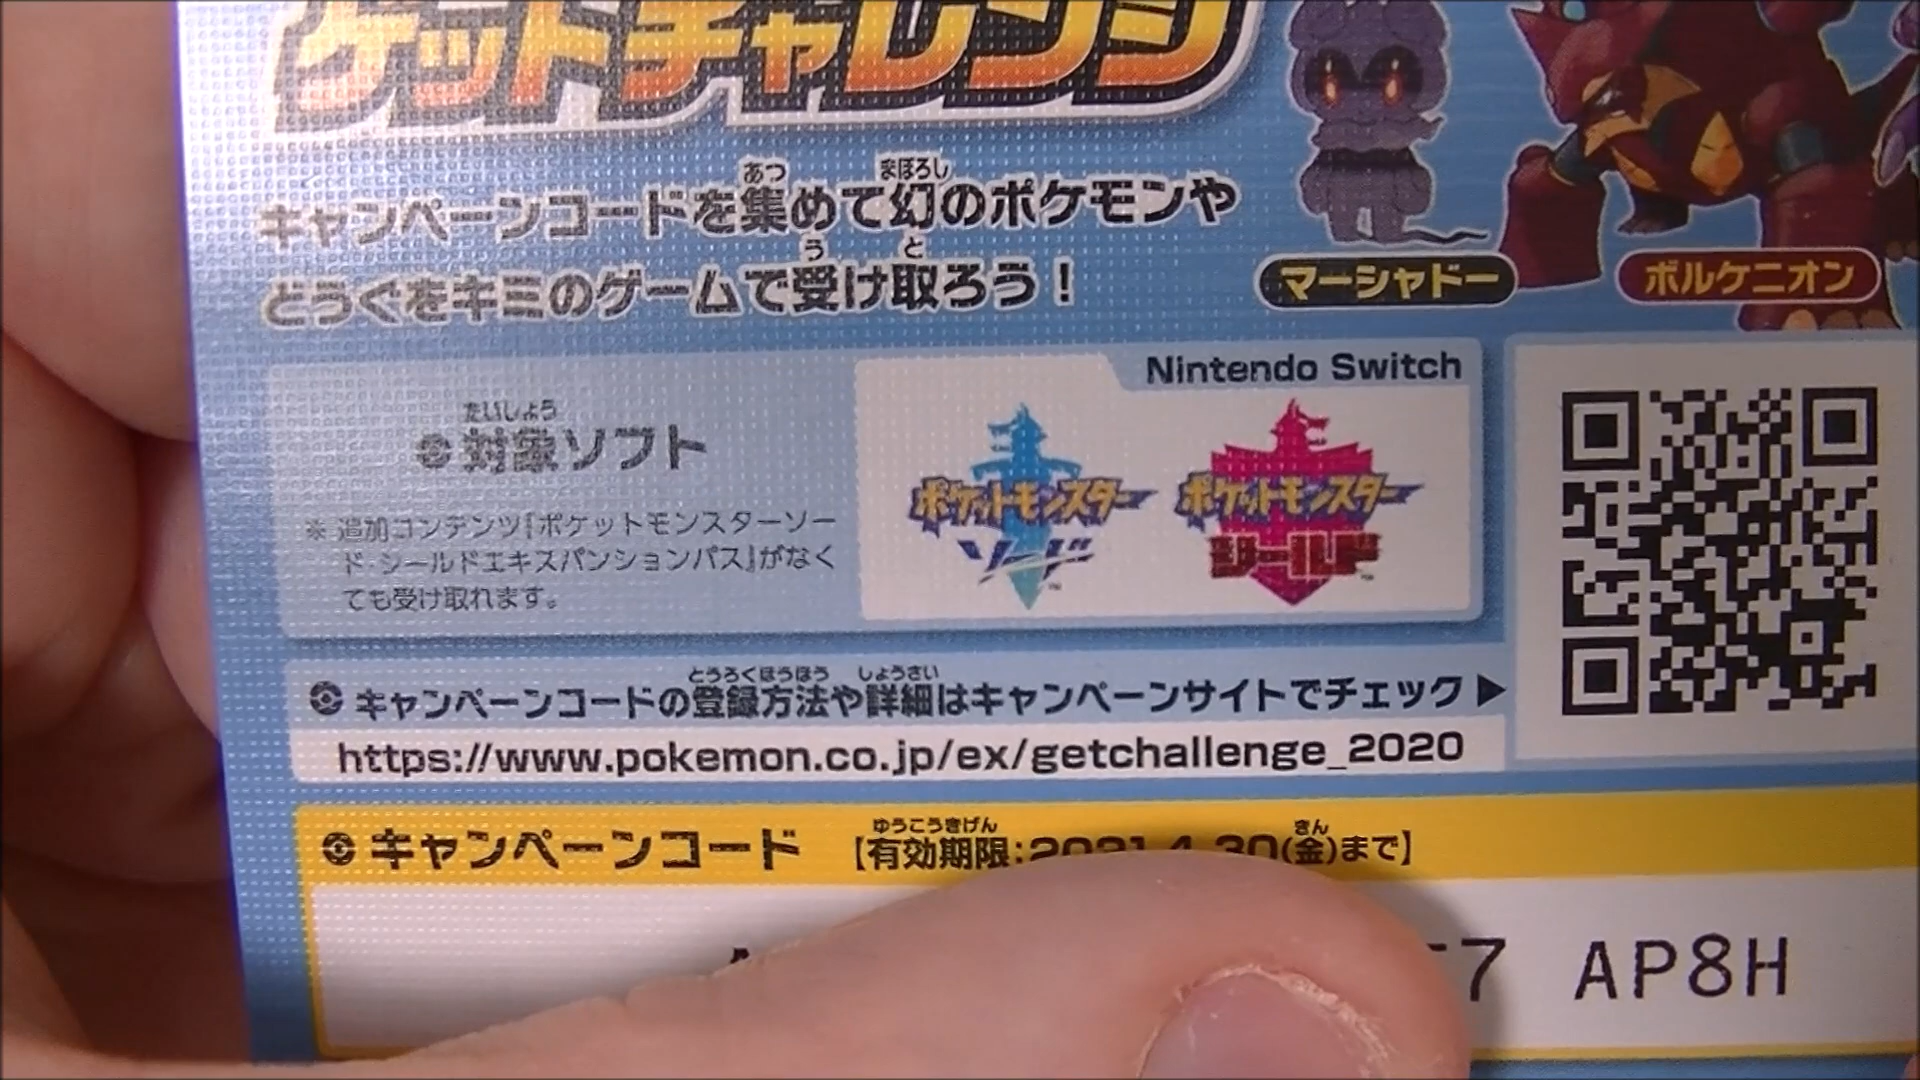 ゲットチャレンジ
キャンペーンコードを集めて幻のポケモンや
どうぐをキミのゲームで受け取ろう！
マーシャドー
ボルケニオン
対象ソフト
※追加コンテンツ『ポケットモンスターソー
ド・シールドエキスパンションパス』がなく
ても受け取れます。
Nintendo Switch
ポケットモンスター
ソード
ポケットモンスター
シールド
キャンペーンコードの登録方法や詳細はキャンペーンサイトでチェック▶
https://www.pokemon.co.jp/ex/getchallenge_2020
キャンペーンコード 【有効期限:2021.4.30(金)まで】
7 AP8H